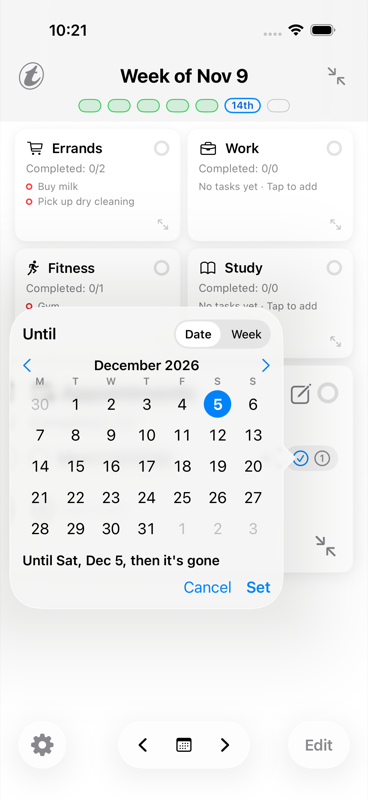 10:21
Week of Nov 9
14th
Errands
Completed: 0/2
Buy milk
Pick up dry cleaning
Work
Completed: 0/0
No tasks yet · Tap to add
Fitness
Completed: 0/1
Gym
Study
Completed: 0/0
No tasks yet · Tap to add
Until
Date Week
December 2026
M T W T F S S
30 1 2 3 4 5 6
7 8 9 10 11 12 13
14 15 16 17 18 19 20
21 22 23 24 25 26 27
28 29 30 31 1 2 3
1
Until Sat, Dec 5, then it's gone
Cancel Set
Edit